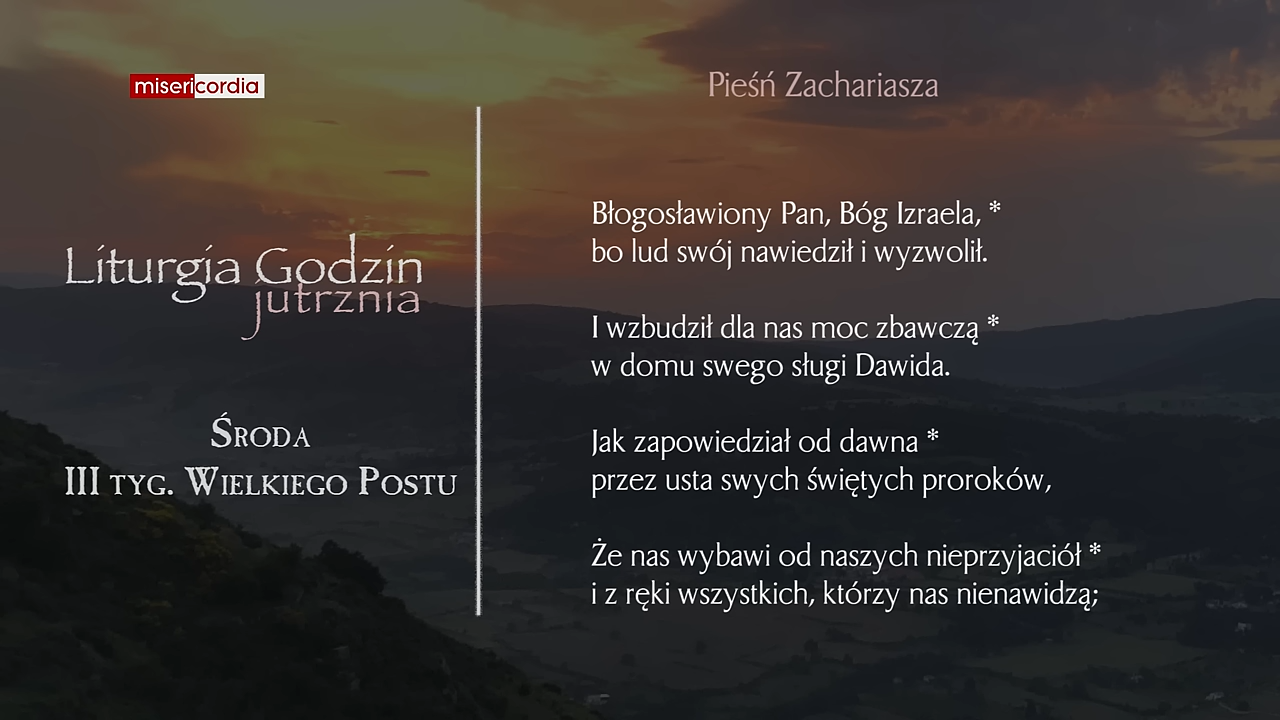 misericordia
Liturgia Godzin
jutrznia
Środa
III tyg. Wielkiego Postu
Pieśń Zachariasza
Błogosławiony Pan, Bóg Izraela, *
bo lud swój nawiedził i wyzwolił.
I wzbudził dla nas moc zbawczą *
w domu swego sługi Dawida.
Jak zapowiedział od dawna *
przez usta swych świętych proroków,
Że nas wybawi od naszych nieprzyjaciół *
i z ręki wszystkich, którzy nas nienawidzą;